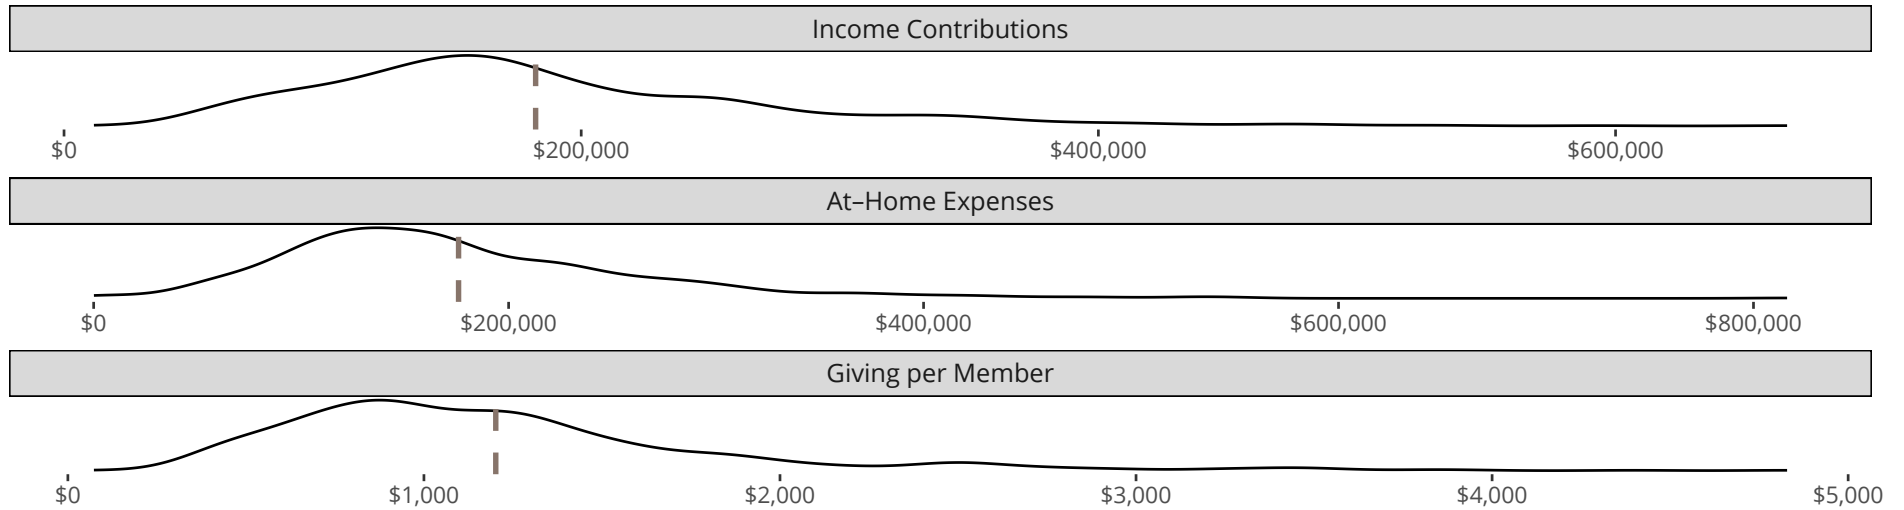 Income Contributions
$0 $200,000 $400,000 $600,000
At–Home Expenses
$0 $200,000 $400,000 $600,000 $800,000
Giving per Member
$0 $1,000 $2,000 $3,000 $4,000 $5,000